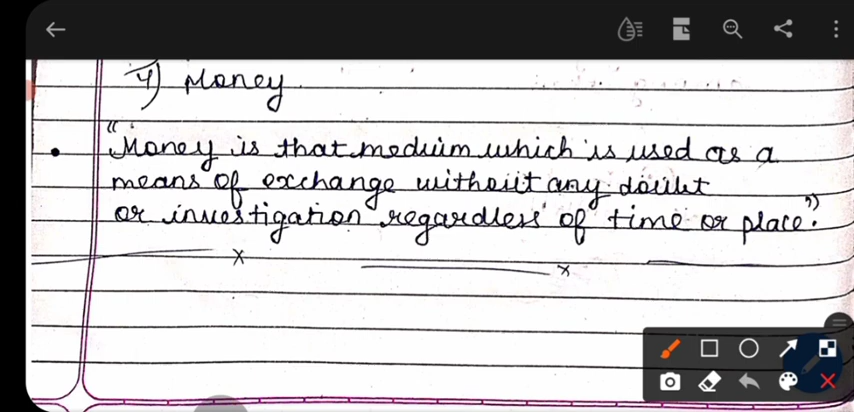 4) Money
• "Money is that medium which is used as a
means of exchange without any doubt
or investigation regardless of time or place".